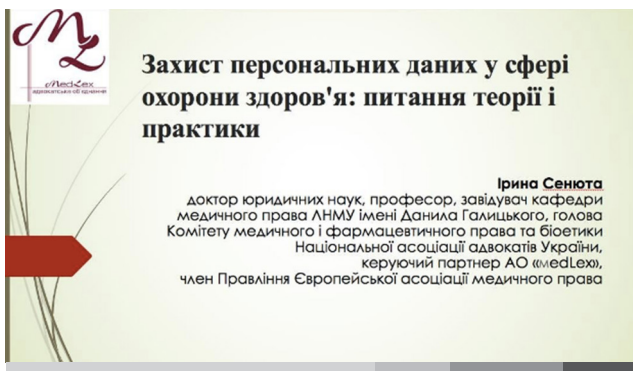 ML
MedLex
адвокатське об'єднання
Захист персональних даних у сфері
охорони здоров'я: питання теорії і
практики
Ірина Сенюта
доктор юридичних наук, професор, завідувач кафедри
медичного права ЛНМУ імені Данила Галицького, голова
Комітету медичного і фармацевтичного права та біоетики
Національної асоціації адвокатів України,
керуючий партнер АО «мedLex»,
член Правління Європейської асоціації медичного права